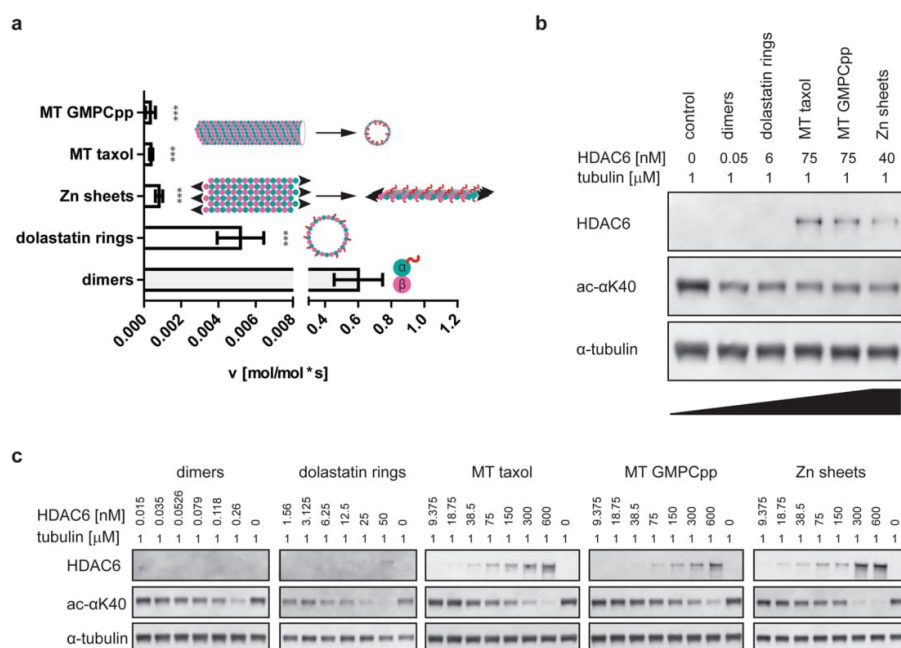 a
MT GMPCpp
***
MT taxol
***
Zn sheets
***
dolastatin rings
***
dimers
α
β
0.000
0.002
0.004
0.006
0.008
0.4
0.6
0.8
1.0
1.2
v [mol/mol*s]
b
control
dimers
dolastatin rings
MT taxol
MT GMPCpp
Zn sheets
HDAC6 [nM] 0 0.05 6 75 75 40
tubulin [µM] 1 1 1 1 1 1
HDAC6
ac-αK40
α-tubulin
c
dimers
dolastatin rings
MT taxol
MT GMPCpp
Zn sheets
HDAC6 [nM] 0.015 0.035 0.0526 0.079 0.118 0.26 0 1.56 3.125 6.25 12.5 25 50 0 9.375 18.75 38.5 75 150 300 600 0 9.375 18.75 38.5 75 150 300 600 0 9.375 18.75 38.5 75 150 300 600 0
tubulin [µM] 1 1 1 1 1 1 1 1 1 1 1 1 1 1 1 1 1 1 1 1 1 1 1 1 1 1 1 1 1 1 1 1 1 1 1 1 1 1
HDAC6
ac-αK40
α-tubulin